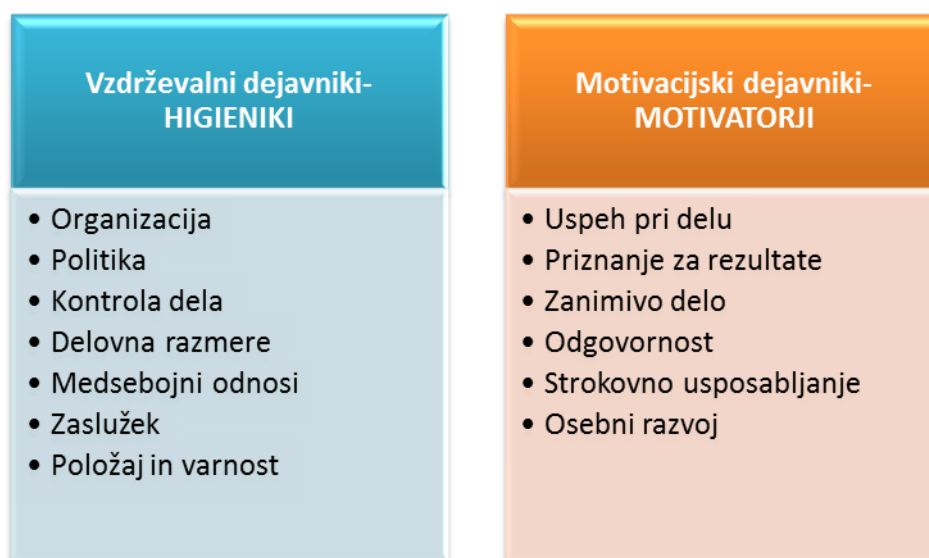 Vzdrževalni dejavniki-
HIGIENIKI
• Organizacija
• Politika
• Kontrola dela
• Delovna razmere
• Medsebojni odnosi
• Zaslužek
• Položaj in varnost
Motivacijski dejavniki-
MOTIVATORJI
• Uspeh pri delu
• Priznanje za rezultate
• Zanimivo delo
• Odgovornost
• Strokovno usposabljanje
• Osebni razvoj